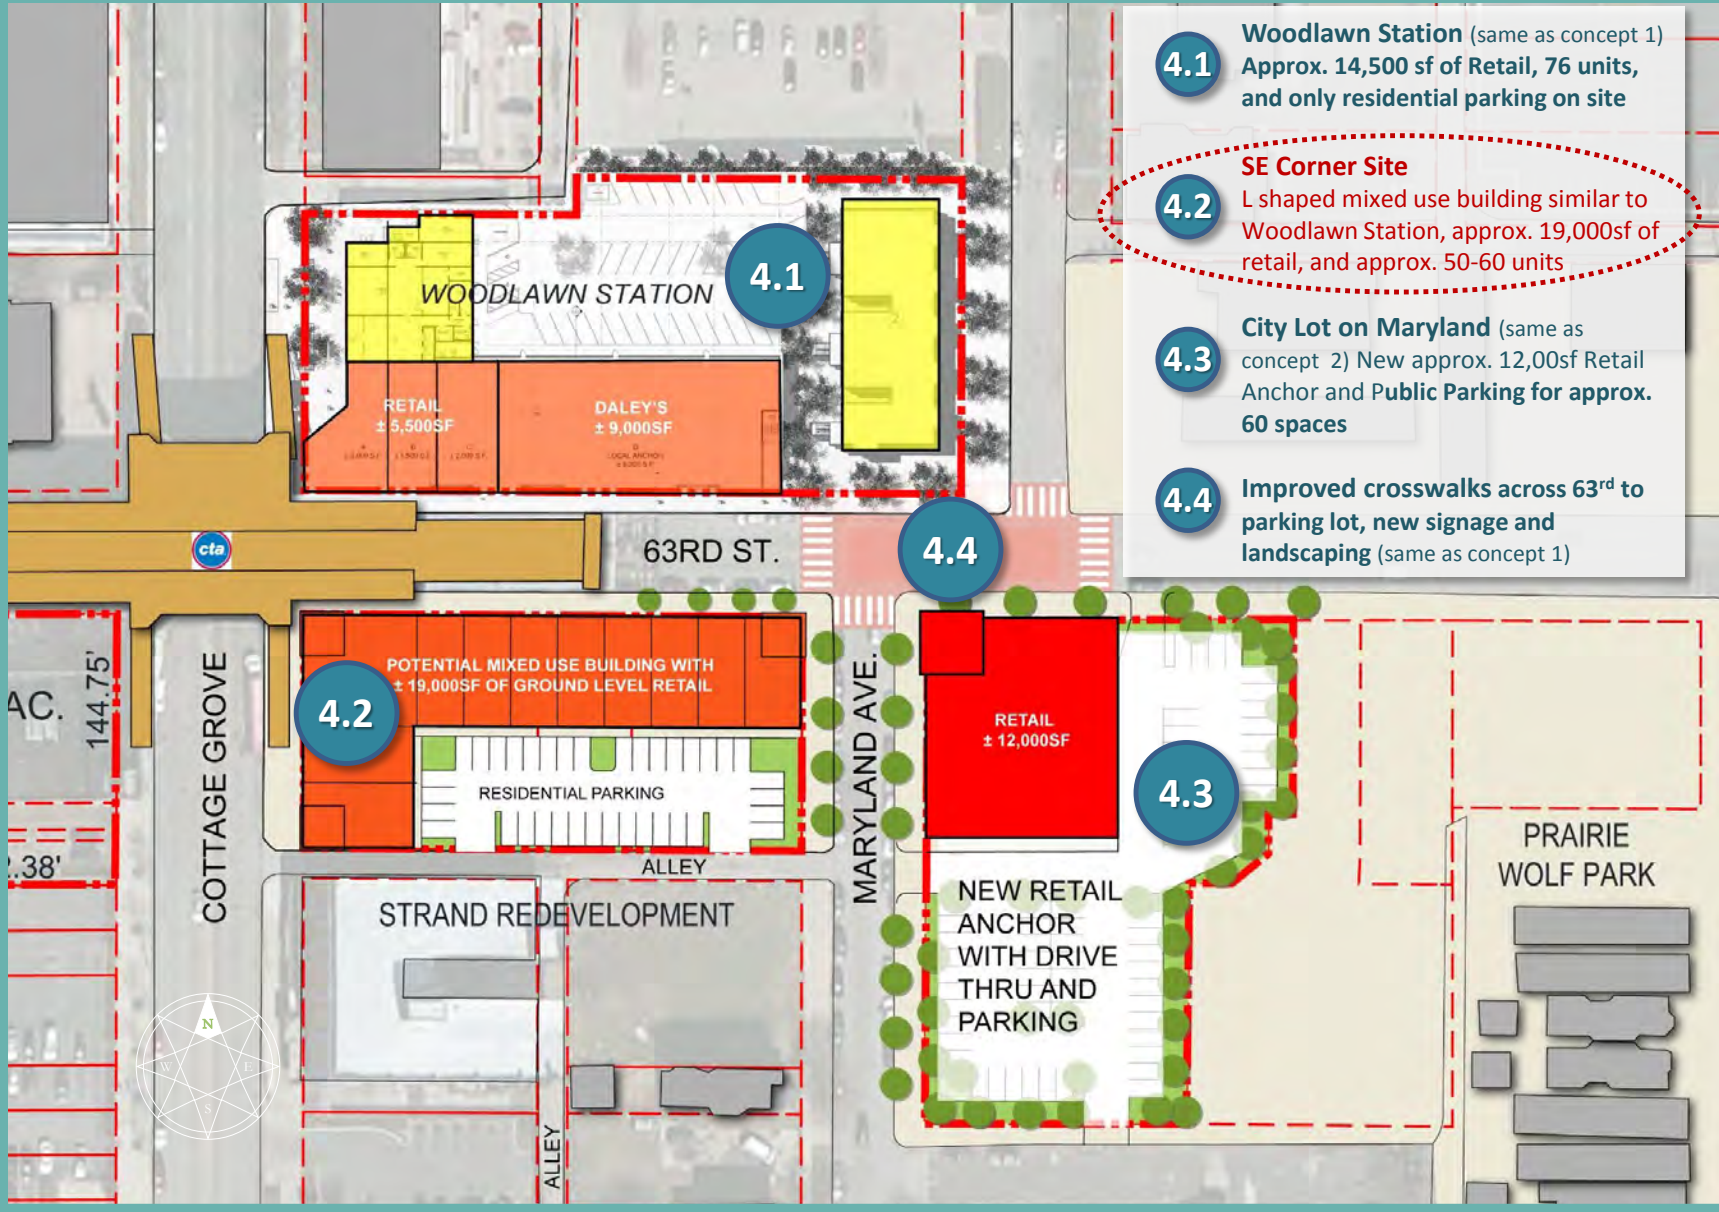 4.1
Woodlawn Station (same as concept 1)
Approx. 14,500 sf of Retail, 76 units,
and only residential parking on site
4.2
SE Corner Site
L shaped mixed use building similar to
Woodlawn Station, approx. 19,000sf of
retail, and approx. 50-60 units
4.3
City Lot on Maryland (same as
concept 2) New approx. 12,00sf Retail
Anchor and Public Parking for approx.
60 spaces
4.4
Improved crosswalks across 63rd to
parking lot, new signage and
landscaping (same as concept 1)
WOODLAWN STATION
4.1
RETAIL
± 5,500SF
DALEY'S
± 9,000SF
LOCAL ANCHOR
cta
63RD ST.
4.4
144.75'
AC.
2.38'
COTTAGE GROVE
4.2
POTENTIAL MIXED USE BUILDING WITH
± 19,000SF OF GROUND LEVEL RETAIL
RESIDENTIAL PARKING
MARYLAND AVE.
RETAIL
± 12,000SF
4.3
ALLEY
STRAND REDEVELOPMENT
NEW RETAIL
ANCHOR
WITH DRIVE
THRU AND
PARKING
PRAIRIE
WOLF PARK
N
W
E
S
ALLEY